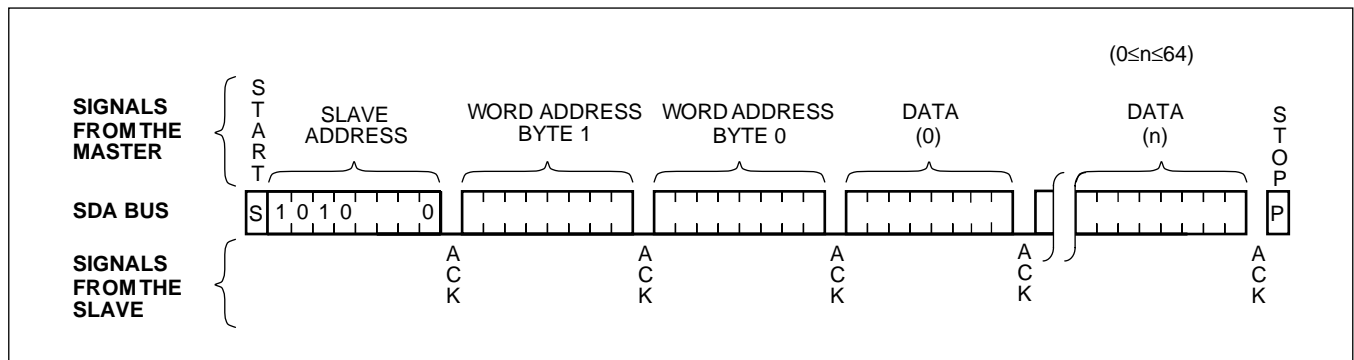 (0≤n≤64)
SIGNALS
FROM THE
MASTER
START
SLAVE
ADDRESS
WORD ADDRESS
BYTE 1
WORD ADDRESS
BYTE 0
DATA
(0)
DATA
(n)
STOP
SDA BUS
S
1 0 1 0
0
P
SIGNALS
FROM THE
SLAVE
ACK
ACK
ACK
ACK
ACK